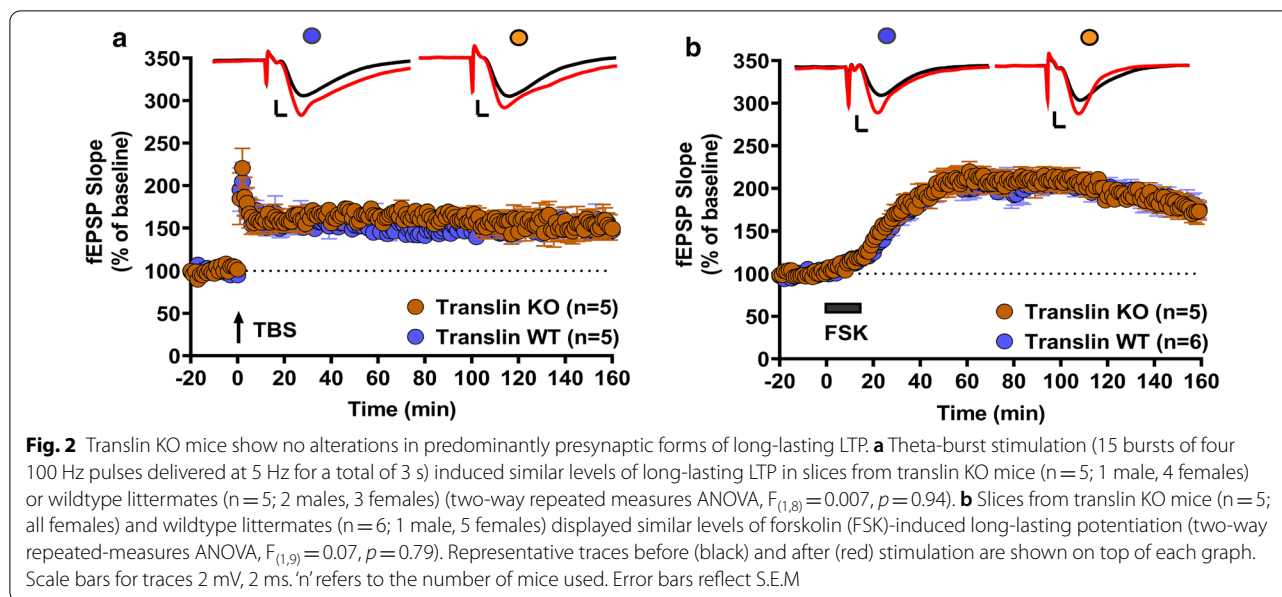 a
b
350
300
250
200
150
100
50
0
fEPSP Slope
(% of baseline)
TBS
Translin KO (n=5)
Translin WT (n=5)
-20 0 20 40 60 80 100 120 140 160
Time (min)
350
300
250
200
150
100
50
0
fEPSP Slope
(% of baseline)
FSK
Translin KO (n=5)
Translin WT (n=6)
-20 0 20 40 60 80 100 120 140 160
Time (min)
Fig. 2 Translin KO mice show no alterations in predominantly presynaptic forms of long-lasting LTP. a Theta-burst stimulation (15 bursts of four
100 Hz pulses delivered at 5 Hz for a total of 3 s) induced similar levels of long-lasting LTP in slices from translin KO mice (n = 5; 1 male, 4 females)
or wildtype littermates (n = 5; 2 males, 3 females) (two-way repeated measures ANOVA, F(1,8) = 0.007, p = 0.94). b Slices from translin KO mice (n = 5;
all females) and wildtype littermates (n = 6; 1 male, 5 females) displayed similar levels of forskolin (FSK)-induced long-lasting potentiation (two-way
repeated-measures ANOVA, F(1,9) = 0.07, p = 0.79). Representative traces before (black) and after (red) stimulation are shown on top of each graph.
Scale bars for traces 2 mV, 2 ms. 'n' refers to the number of mice used. Error bars reflect S.E.M